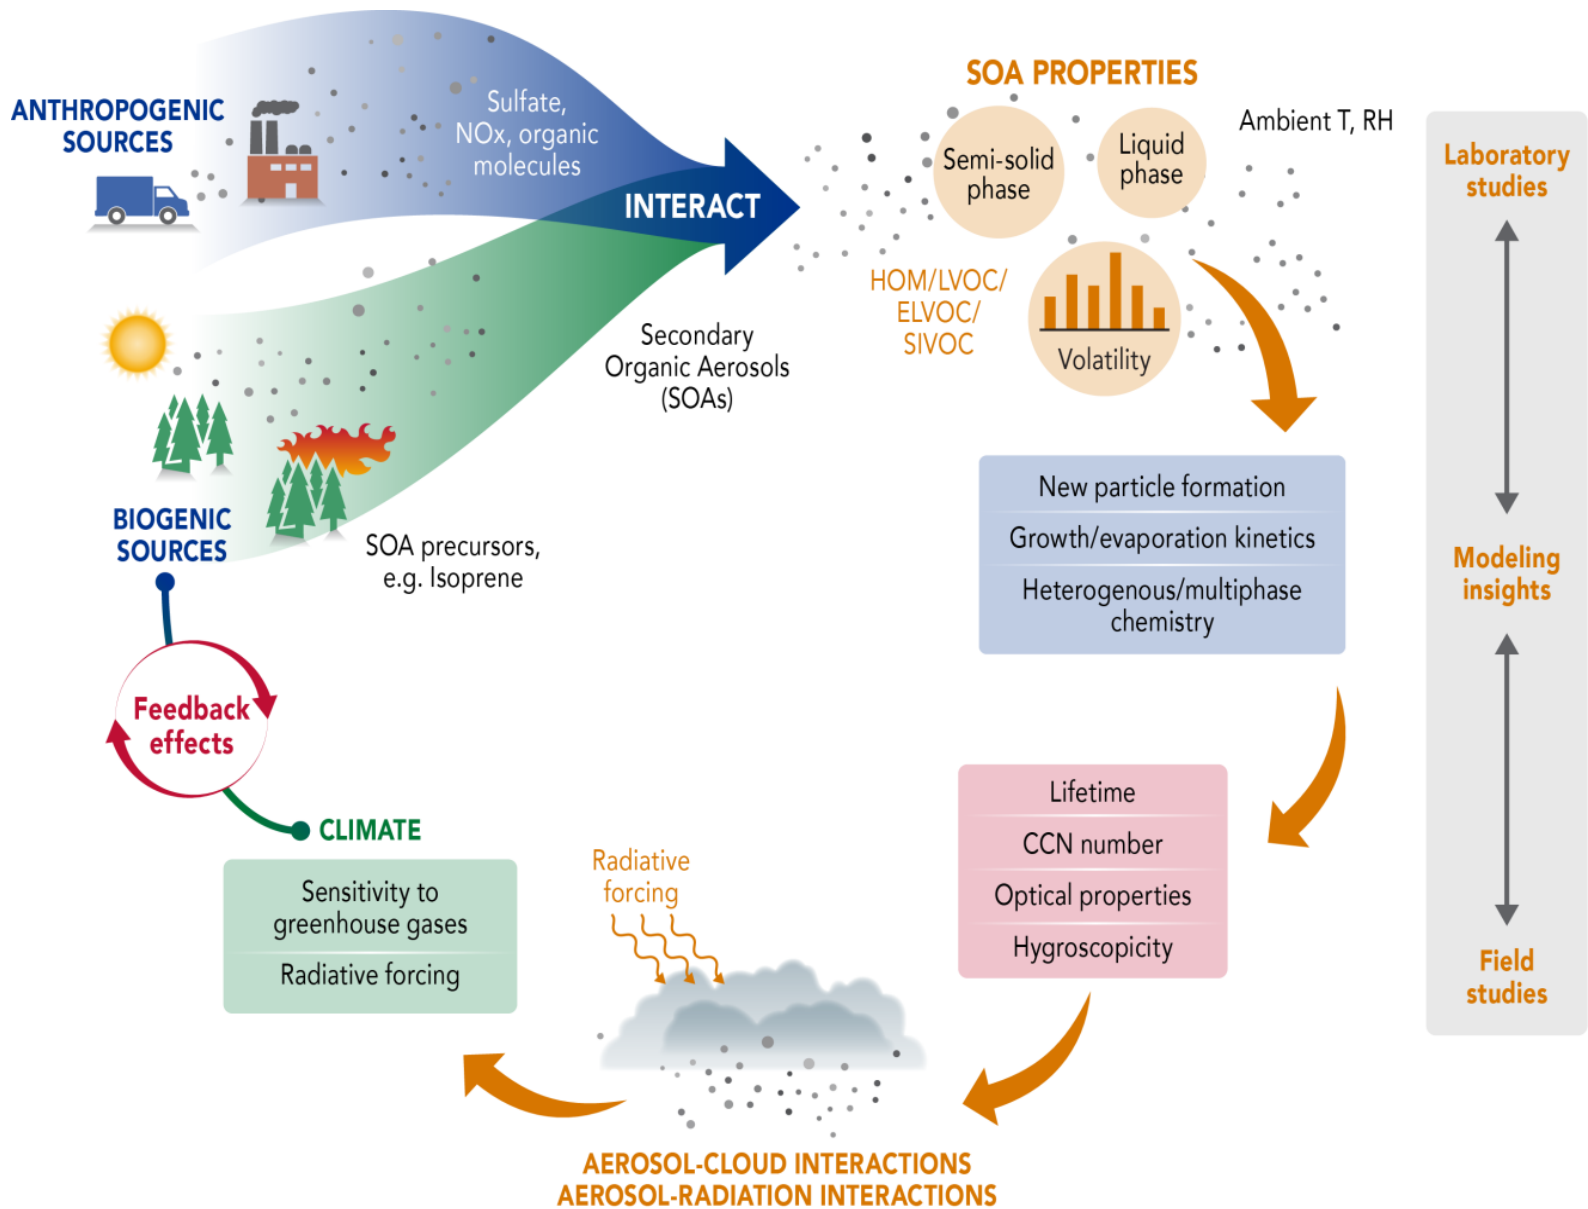 ANTHROPOGENIC
SOURCES
Sulfate,
NOx, organic
molecules
INTERACT
Secondary
Organic Aerosols
(SOAs)
BIOGENIC
SOURCES
SOA precursors,
e.g. Isoprene
SOA PROPERTIES
Semi-solid
phase
Liquid
phase
Ambient T, RH
HOM/LVOC/
ELVOC/
SIVOC
Volatility
New particle formation
Growth/evaporation kinetics
Heterogenous/multiphase
chemistry
Lifetime
CCN number
Optical properties
Hygroscopicity
Radiative
forcing
AEROSOL-CLOUD INTERACTIONS
AEROSOL-RADIATION INTERACTIONS
CLIMATE
Sensitivity to
greenhouse gases
Radiative forcing
Feedback
effects
Laboratory
studies
Modeling
insights
Field
studies